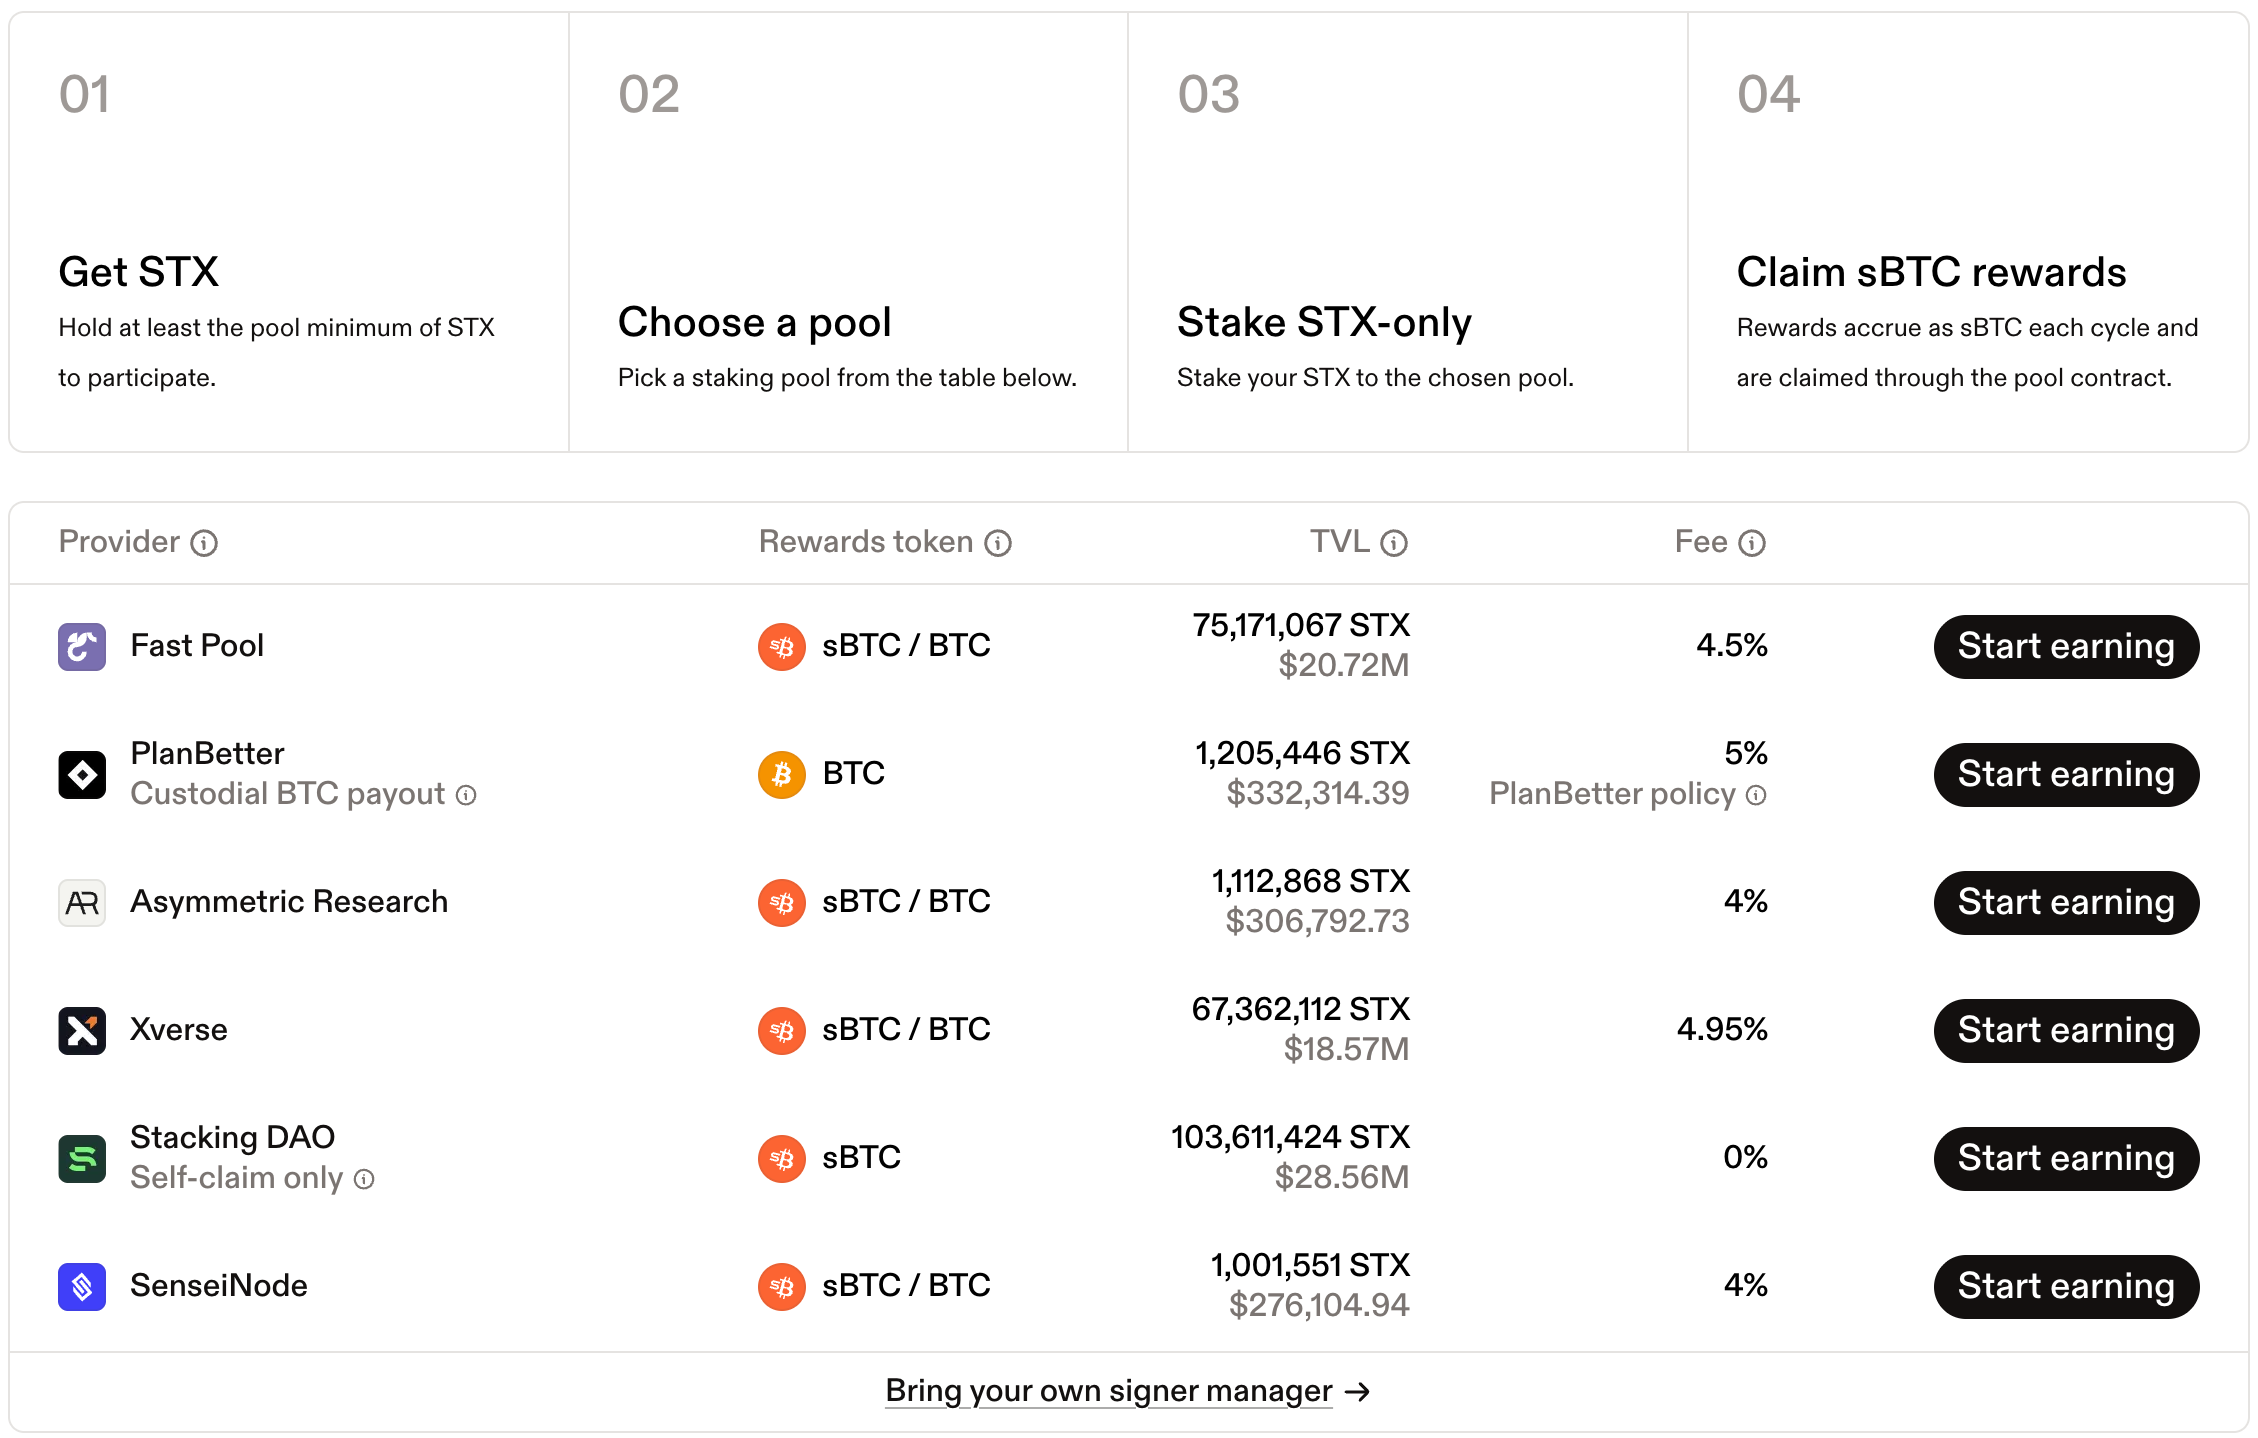 01
Get STX
Hold at least the pool minimum of STX
to participate.
02
Choose a pool
Pick a staking pool from the table below.
03
Stake STX-only
Stake your STX to the chosen pool.
04
Claim sBTC rewards
Rewards accrue as sBTC each cycle and
are claimed through the pool contract.
Provider Rewards token TVL Fee
Fast Pool sBTC / BTC 75,171,067 STX 4.5% Start earning
$20.72M
PlanBetter BTC 1,205,446 STX 5% Start earning
Custodial BTC payout $332,314.39 PlanBetter policy
AR Asymmetric Research sBTC / BTC 1,112,868 STX 4% Start earning
$306,792.73
Xverse sBTC / BTC 67,362,112 STX 4.95% Start earning
$18.57M
Stacking DAO sBTC 103,611,424 STX 0% Start earning
Self-claim only $28.56M
SenseiNode sBTC / BTC 1,001,551 STX 4% Start earning
$276,104.94
Bring your own signer manager →